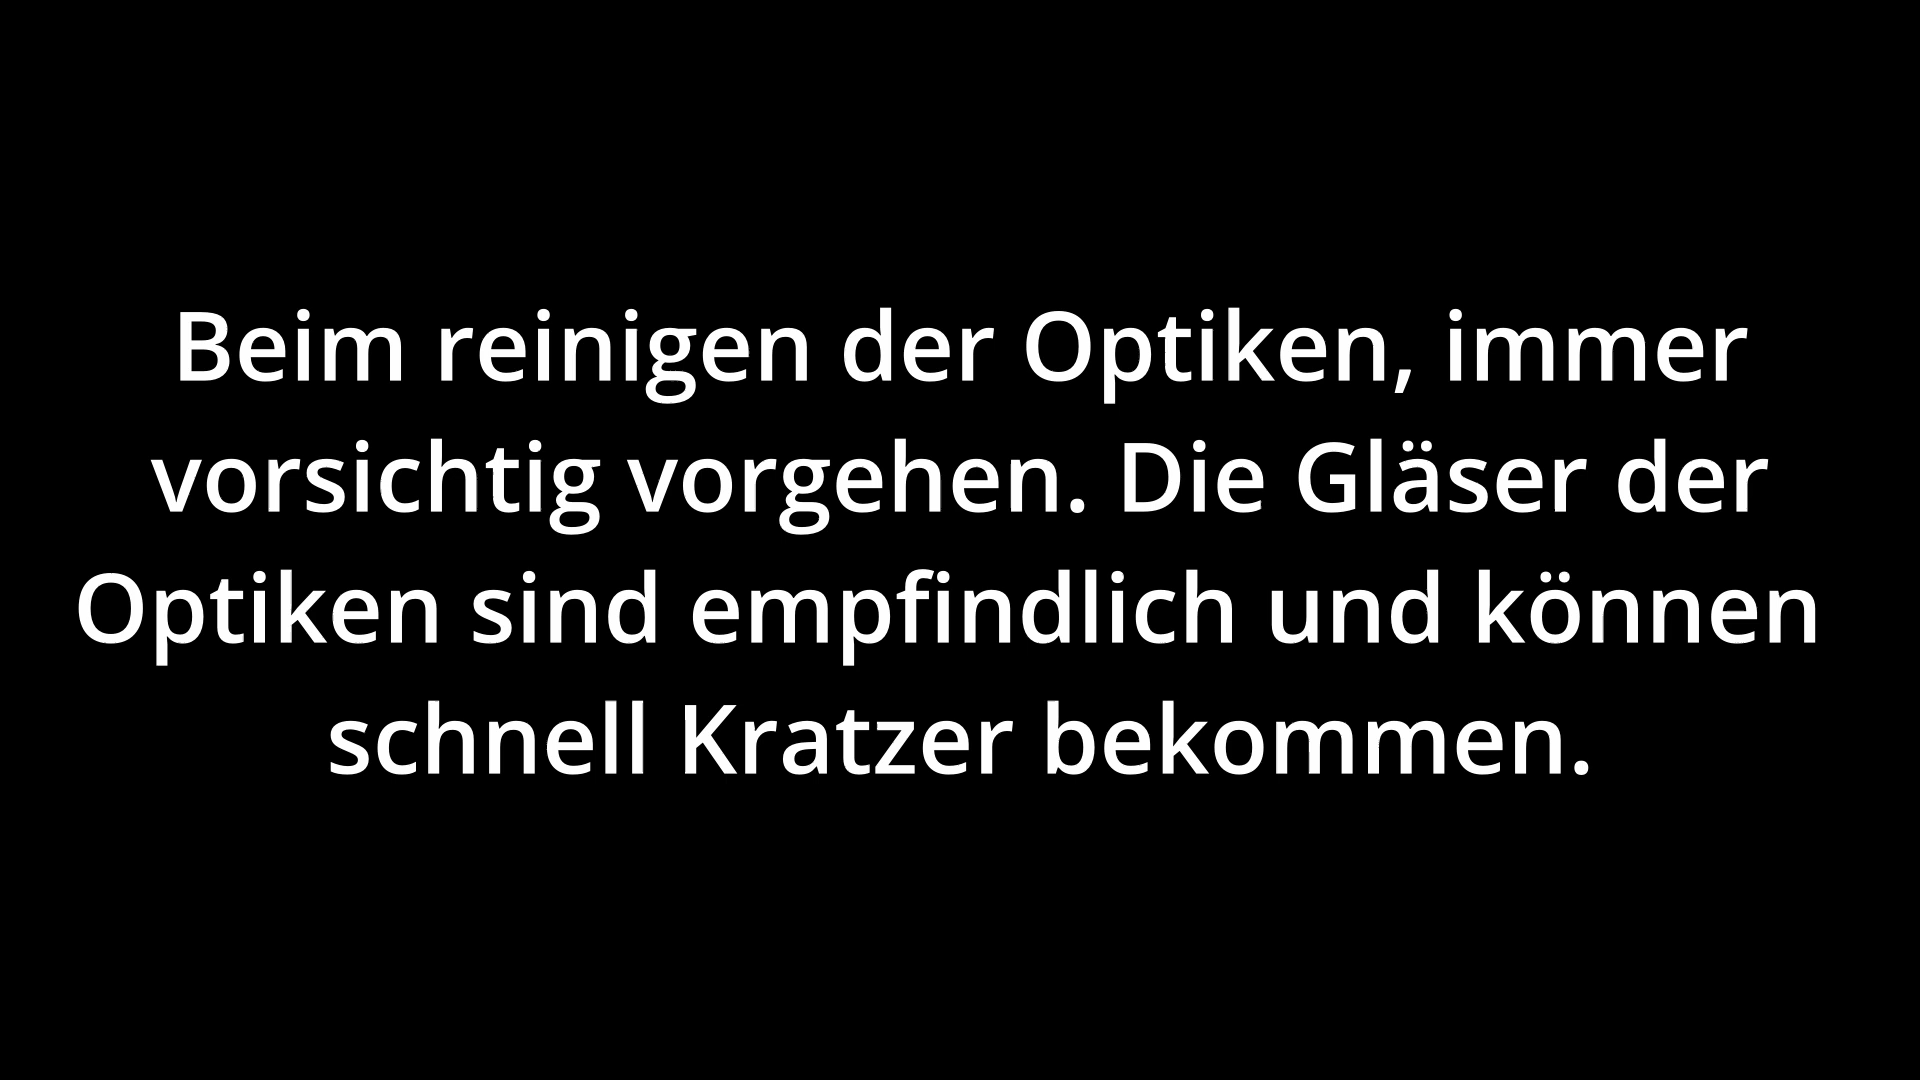 Beim reinigen der Optiken, immer
vorsichtig vorgehen. Die Gläser der
Optiken sind empfindlich und können
schnell Kratzer bekommen.